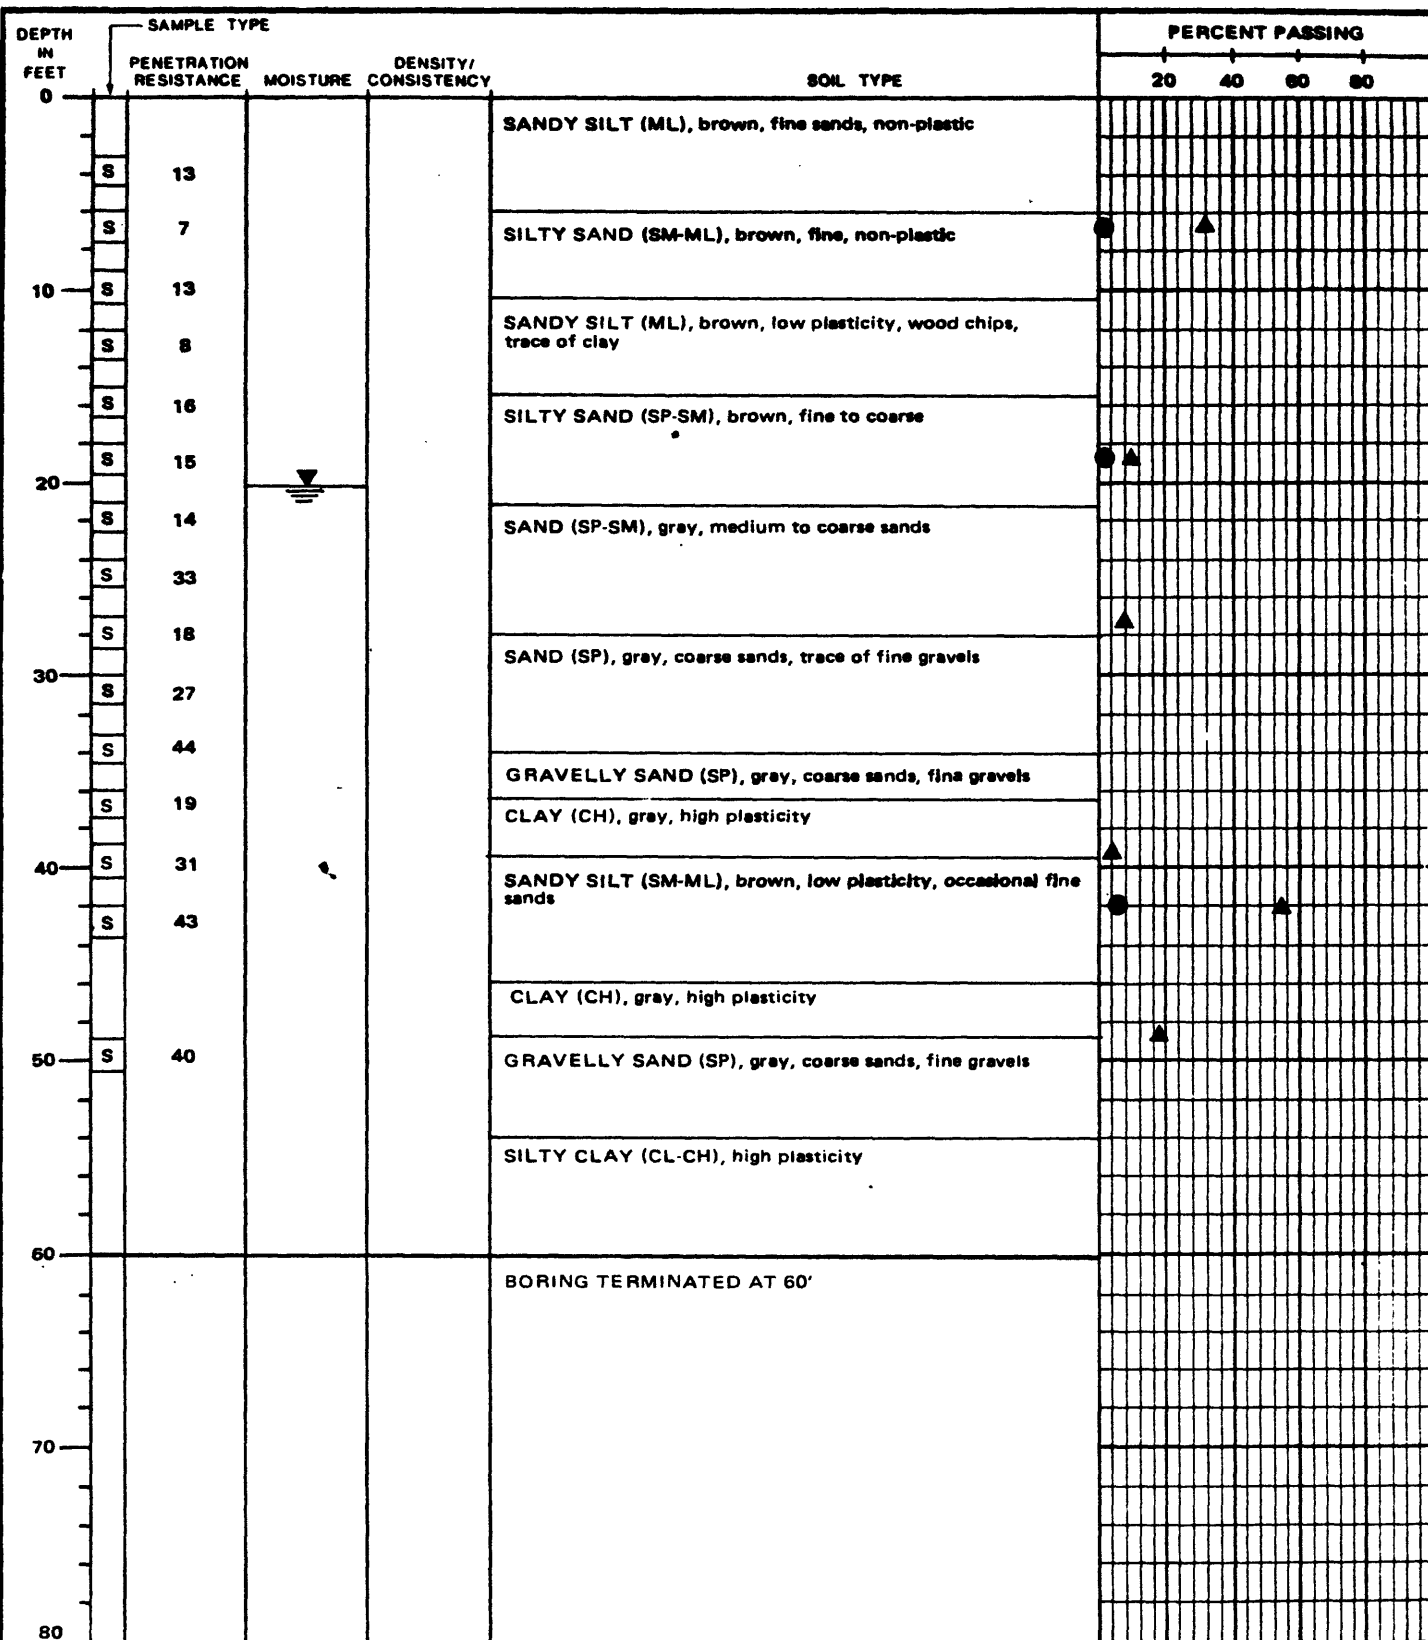 SAMPLE TYPE
DEPTH IN FEET
PENETRATION RESISTANCE
MOISTURE
DENSITY/ CONSISTENCY
SOIL TYPE
PERCENT PASSING
20 40 60 80
0
SANDY SILT (ML), brown, fine sands, non-plastic
S 13
S 7
SILTY SAND (SM-ML), brown, fine, non-plastic
10 S 13
SANDY SILT (ML), brown, low plasticity, wood chips,
trace of clay
S 8
S 16
SILTY SAND (SP-SM), brown, fine to coarse
S 15
20
S 14
SAND (SP-SM), gray, medium to coarse sands
S 33
S 18
SAND (SP), gray, coarse sands, trace of fine gravels
30
S 27
S 44
GRAVELLY SAND (SP), gray, coarse sands, fina gravels
S 19
CLAY (CH), gray, high plasticity
40 S 31
SANDY SILT (SM-ML), brown, low plasticity, occasional fine
sands
S 43
CLAY (CH), gray, high plasticity
50 S 40
GRAVELLY SAND (SP), gray, coarse sands, fine gravels
SILTY CLAY (CL-CH), high plasticity
60
BORING TERMINATED AT 60'
70
80